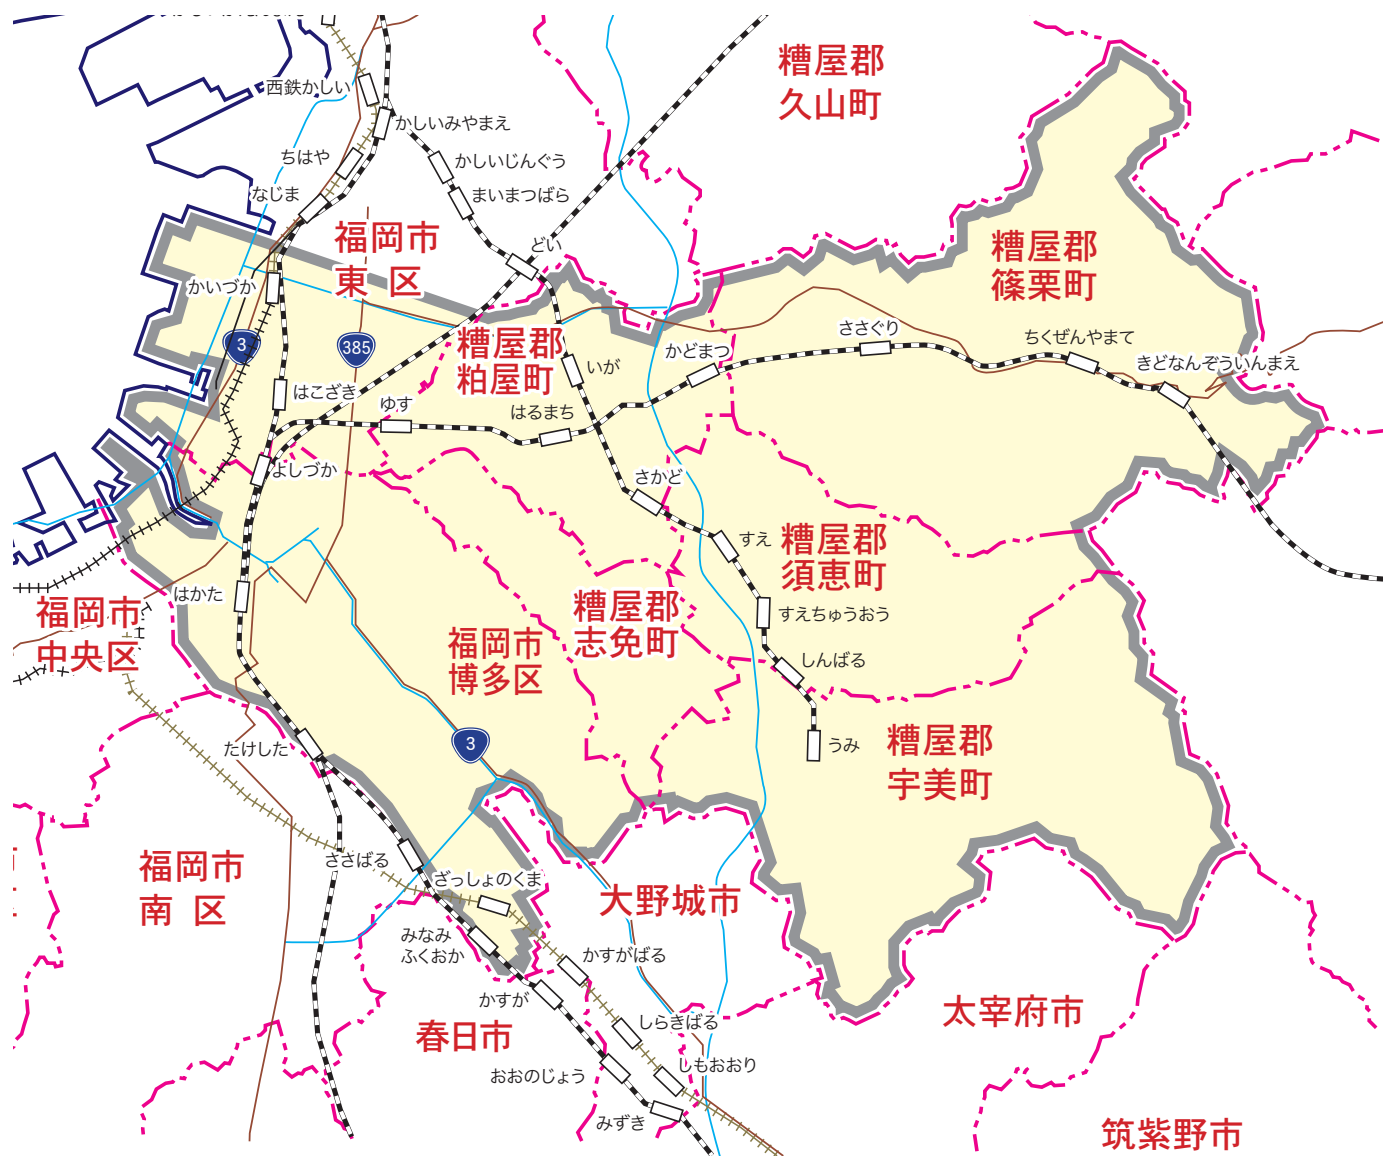 糟屋郡
久山町
西鉄かしい
かしいみやまえ
ちはや
かしいじんぐう
なじま
まいまつばら
福岡市
東 区
どい
糟屋郡
篠栗町
かいづか
3
385
糟屋郡
粕屋町
いが
かどまつ
ささぐり
ちくぜんやまて
きどなんぞういんまえ
はこざき
ゆす
はるまち
よしづか
さかど
すえ
糟屋郡
須恵町
はかた
福岡市
中央区
糟屋郡
志免町
すえちゅうおう
福岡市
博多区
しんばる
たけした
3
うみ
糟屋郡
宇美町
ささばる
福岡市
南 区
ざっしょのくま
大野城市
みなみ
ふくおか
かすがばる
かすが
春日市
しらきばる
太宰府市
おおのじょう
しもおおり
みずき
筑紫野市